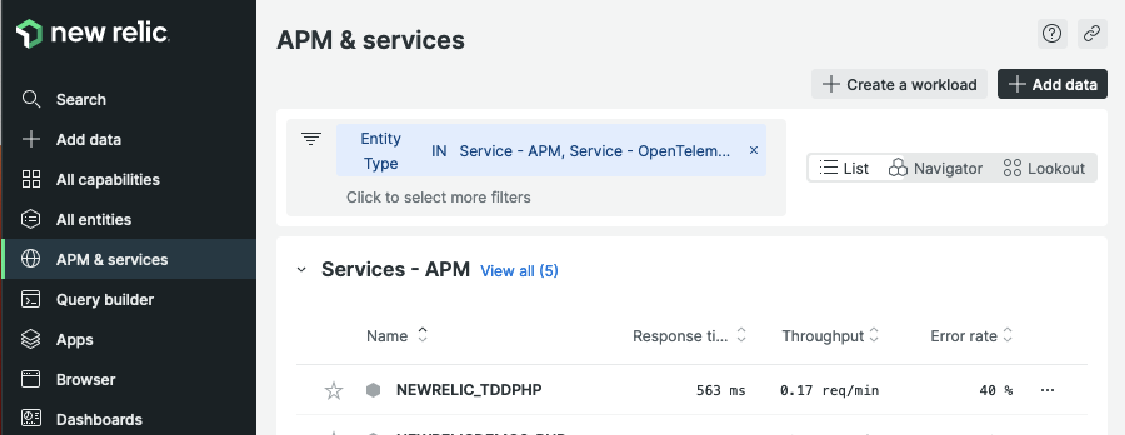 new relic.
Search
Add data
All capabilities
All entities
APM & services
Query builder
Apps
Browser
Dashboards
APM & services
Create a workload
Add data
Entity Type IN Service - APM, Service - OpenTelem...
Click to select more filters
List Navigator Lookout
Services - APM View all (5)
Name Response ti... Throughput Error rate
NEWRELIC_TDDPHP 563 ms 0.17 req/min 40 %